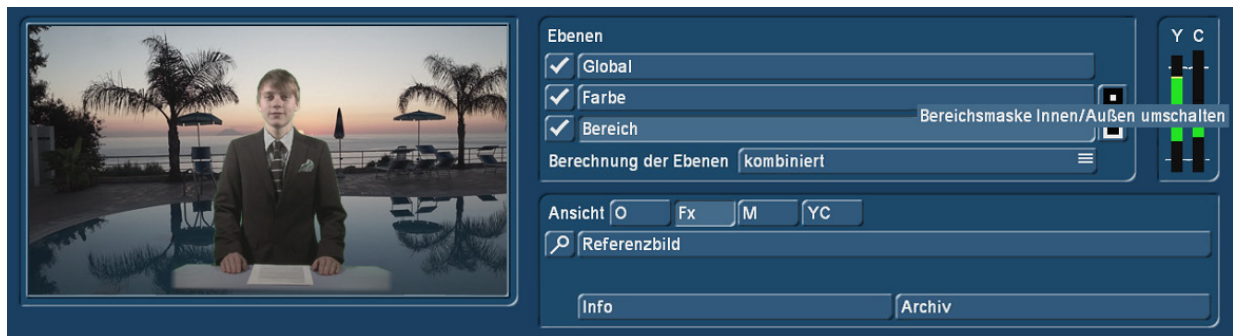 Ebenen
Y C
Global
Farbe
Bereichsmaske Innen/Außen umschalten
Bereich
Berechnung der Ebenen kombiniert
Ansicht O Fx M YC
Referenzbild
Info Archiv